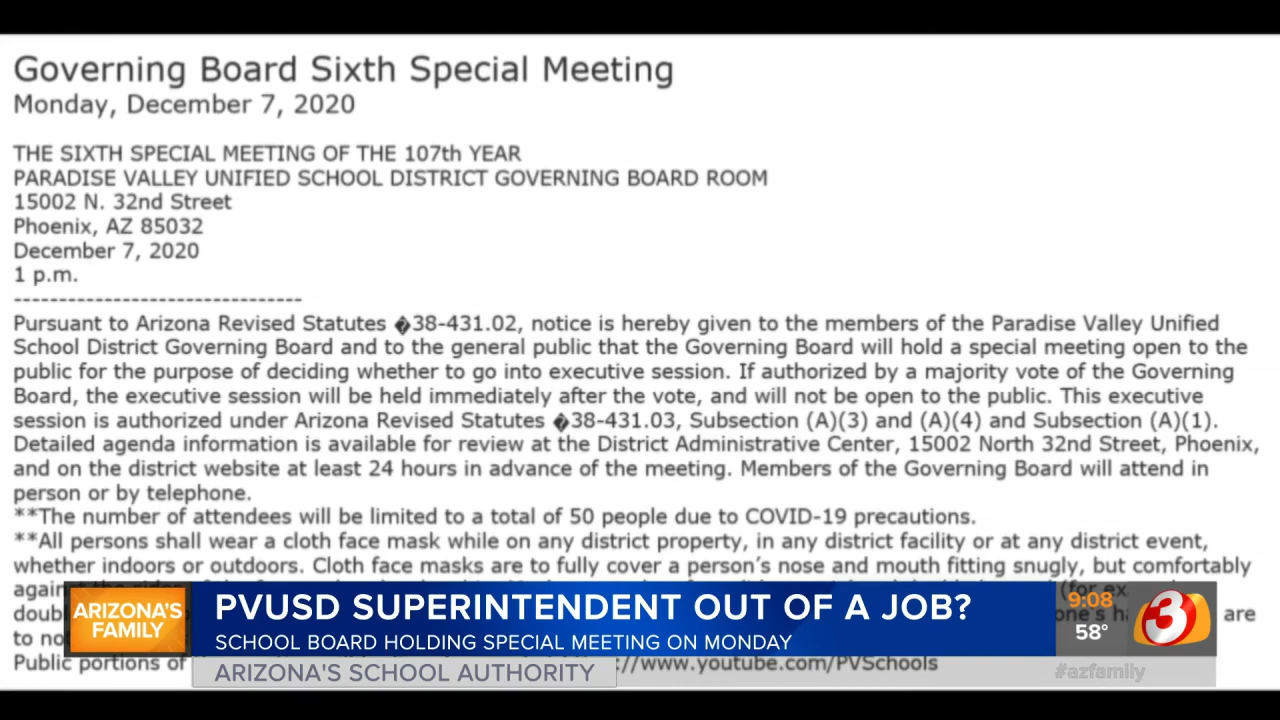 Governing Board Sixth Special Meeting
Monday, December 7, 2020
THE SIXTH SPECIAL MEETING OF THE 107th YEAR
PARADISE VALLEY UNIFIED SCHOOL DISTRICT GOVERNING BOARD ROOM
15002 N. 32nd Street
Phoenix, AZ 85032
December 7, 2020
1 p.m.
--------------------------------
Pursuant to Arizona Revised Statutes �38-431.02, notice is hereby given to the members of the Paradise Valley Unified
School District Governing Board and to the general public that the Governing Board will hold a special meeting open to the
public for the purpose of deciding whether to go into executive session. If authorized by a majority vote of the Governing
Board, the executive session will be held immediately after the vote, and will not be open to the public. This executive
session is authorized under Arizona Revised Statutes �38-431.03, Subsection (A)(3) and (A)(4) and Subsection (A)(1).
Detailed agenda information is available for review at the District Administrative Center, 15002 North 32nd Street, Phoenix,
and on the district website at least 24 hours in advance of the meeting. Members of the Governing Board will attend in
person or by telephone.
**The number of attendees will be limited to a total of 50 people due to COVID-19 precautions.
**All persons shall wear a cloth face mask while on any district property, in any district facility or at any district event,
whether indoors or outdoors. Cloth face masks are to fully cover a person's nose and mouth fitting snugly, but comfortably
(for
are
to
Public portions of
://www.youtube.com/PVSchools
ARIZONA'S
FAMILY
PVUSD SUPERINTENDENT OUT OF A JOB?
SCHOOL BOARD HOLDING SPECIAL MEETING ON MONDAY
ARIZONA'S SCHOOL AUTHORITY
9:08
58°
3
#azfamily